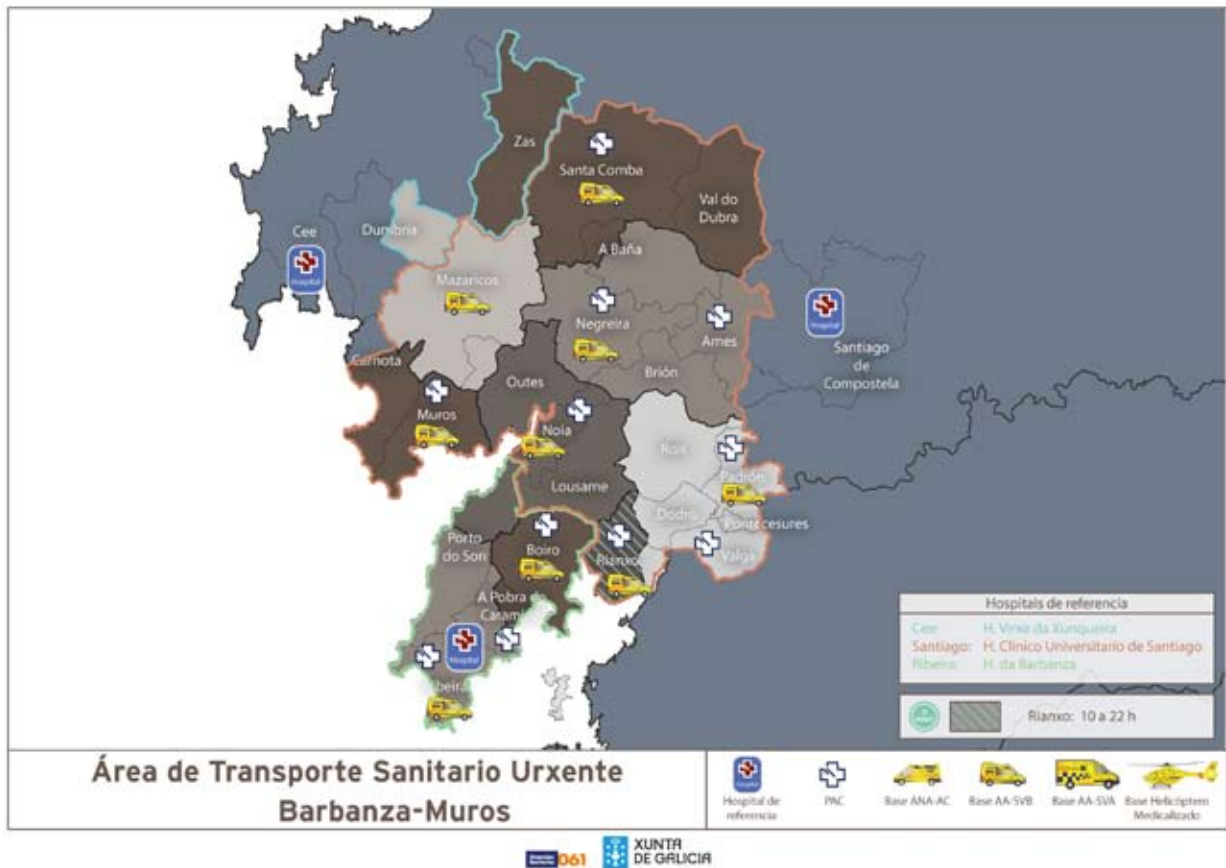 Zas
Santa Comba
Val do
Dubra
Cee
Hospital
Dumbría
A Baña
Mazaricos
Negreira
Ames
Hospital
Santiago
de
Compostela
Brión
Carnota
Outes
Muros
Noia
Rois
Padrón
Lousame
Dodro
Pontecesures
Valga
Porto
do Son
Boiro
Rianxo
A Pobra do
Hospital
Hospitais de referencia
Cee: H. Virxe da Xunqueira
Santiago: H. Clínico Universitario de Santiago
Ribeira: H. da Barbanza
Rianxo: 10 a 22 h
Área de Transporte Sanitario Urxente
Barbanza-Muros
Hospital de
referencia
PAC
Base ANA-AC
Base AA-SVB
Base AA-SVA
Base Helicóptero
Medicalizado
061
XUNTA
DE GALICIA